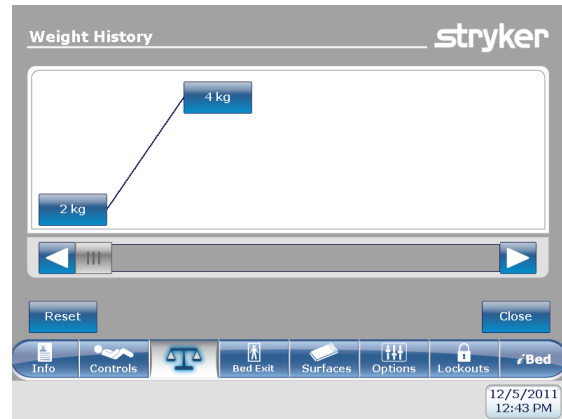 Weight History
stryker
4 kg
2 kg
Reset
Close
Info
Controls
Bed Exit
Surfaces
Options
Lockouts
iBed
12/5/2011
12:43 PM